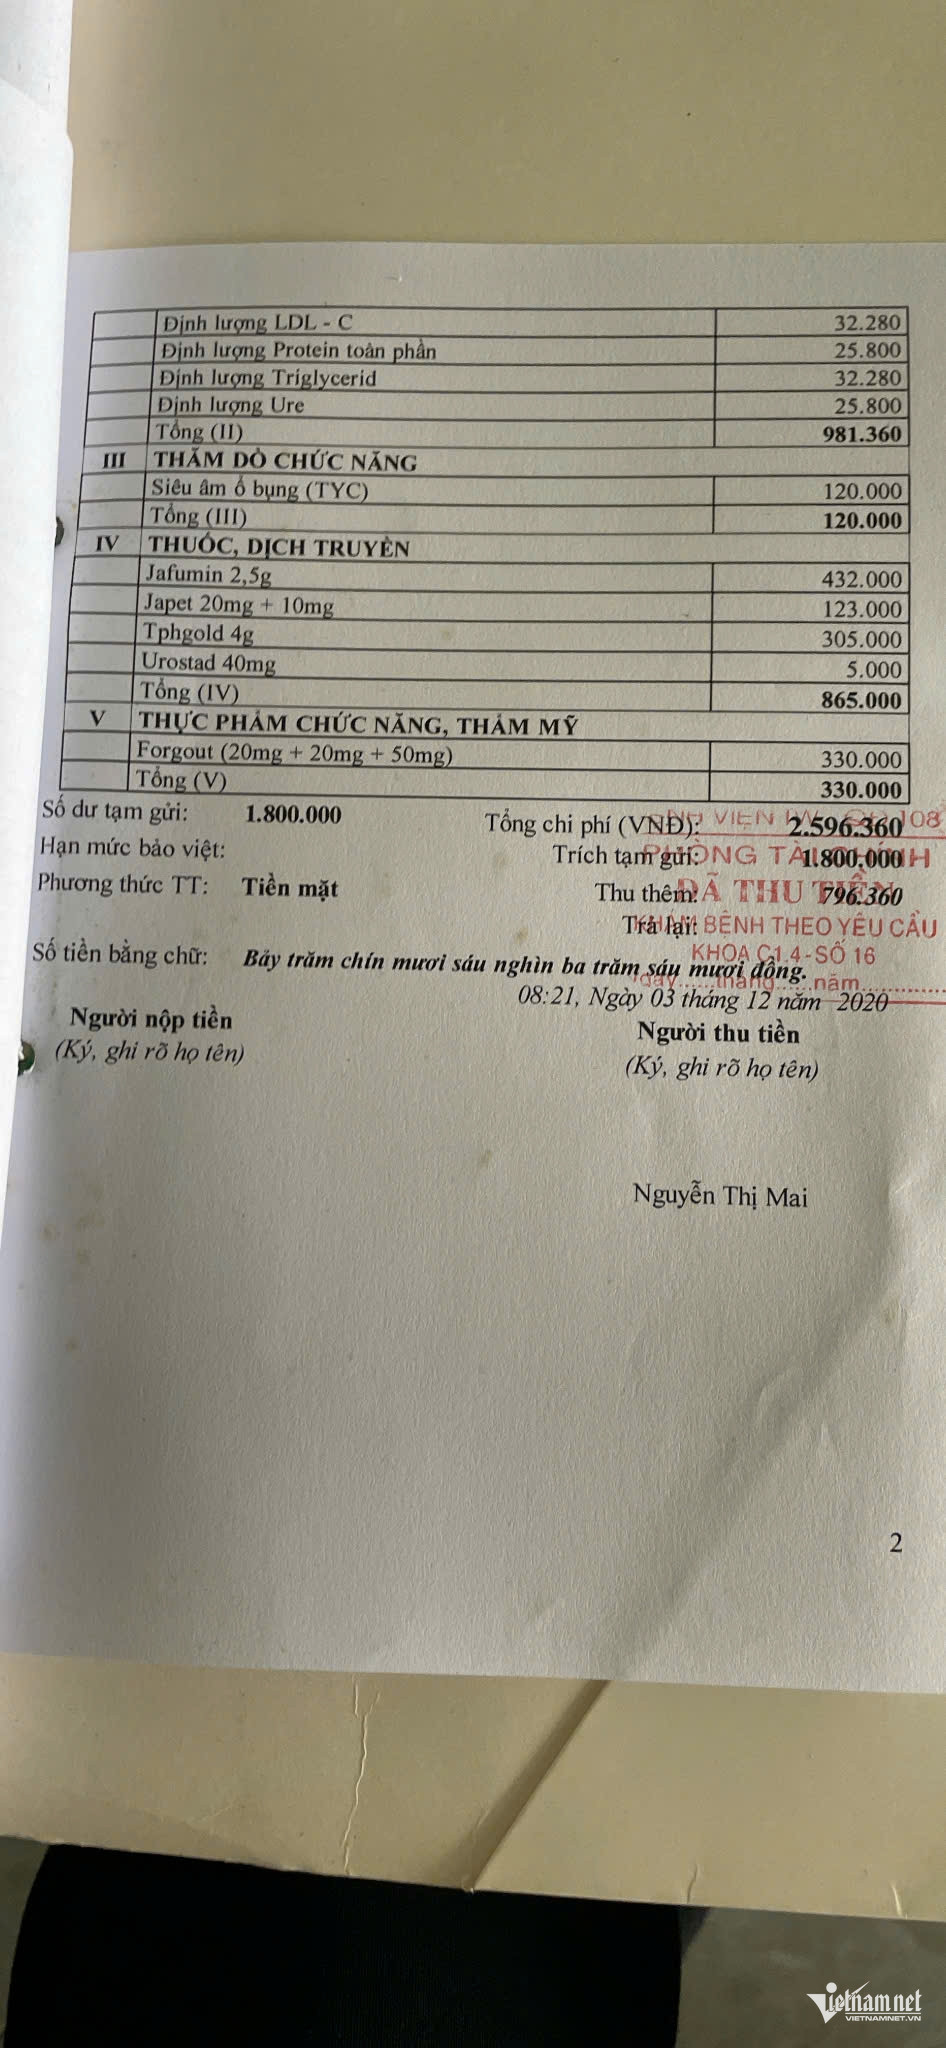 Định lượng LDL - C 32.280
Định lượng Protein toàn phần 25.800
Định lượng Triglycerid 32.280
Định lượng Ure 25.800
Tổng (II) 981.360
III THĂM DÒ CHỨC NĂNG
Siêu âm ổ bụng (TYC) 120.000
Tổng (III) 120.000
IV THUỐC, DỊCH TRUYỀN
Jafumin 2,5g 432.000
Japet 20mg + 10mg 123.000
Tphgold 4g 305.000
Urostad 40mg 5.000
Tổng (IV) 865.000
V THỰC PHẨM CHỨC NĂNG, THẨM MỸ
Forgout (20mg + 20mg + 50mg) 330.000
Tổng (V) 330.000
Số dư tạm gửi: 1.800.000 Tổng chi phí (VNĐ): 2.596.360
VIỆN 108
Hạn mức bảo việt: Trích tạm gửi: 1.800.000
PHÒNG TÀI CHÍNH
Phương thức TT: Tiền mặt Thu thêm: 796.360
ĐÃ THU TIỀN
Trả lại:
KHÁM BỆNH THEO YÊU CẦU
KHOA C1.4 - SỐ 16
Số tiền bằng chữ: Bảy trăm chín mươi sáu nghìn ba trăm sáu mươi đồng.
tháng......năm..............
08:21, Ngày 03 tháng 12 năm 2020
Người nộp tiền Người thu tiền
(Ký, ghi rõ họ tên) (Ký, ghi rõ họ tên)
Nguyễn Thị Mai
2
Vietnamnet
VIETNAMNET.VN